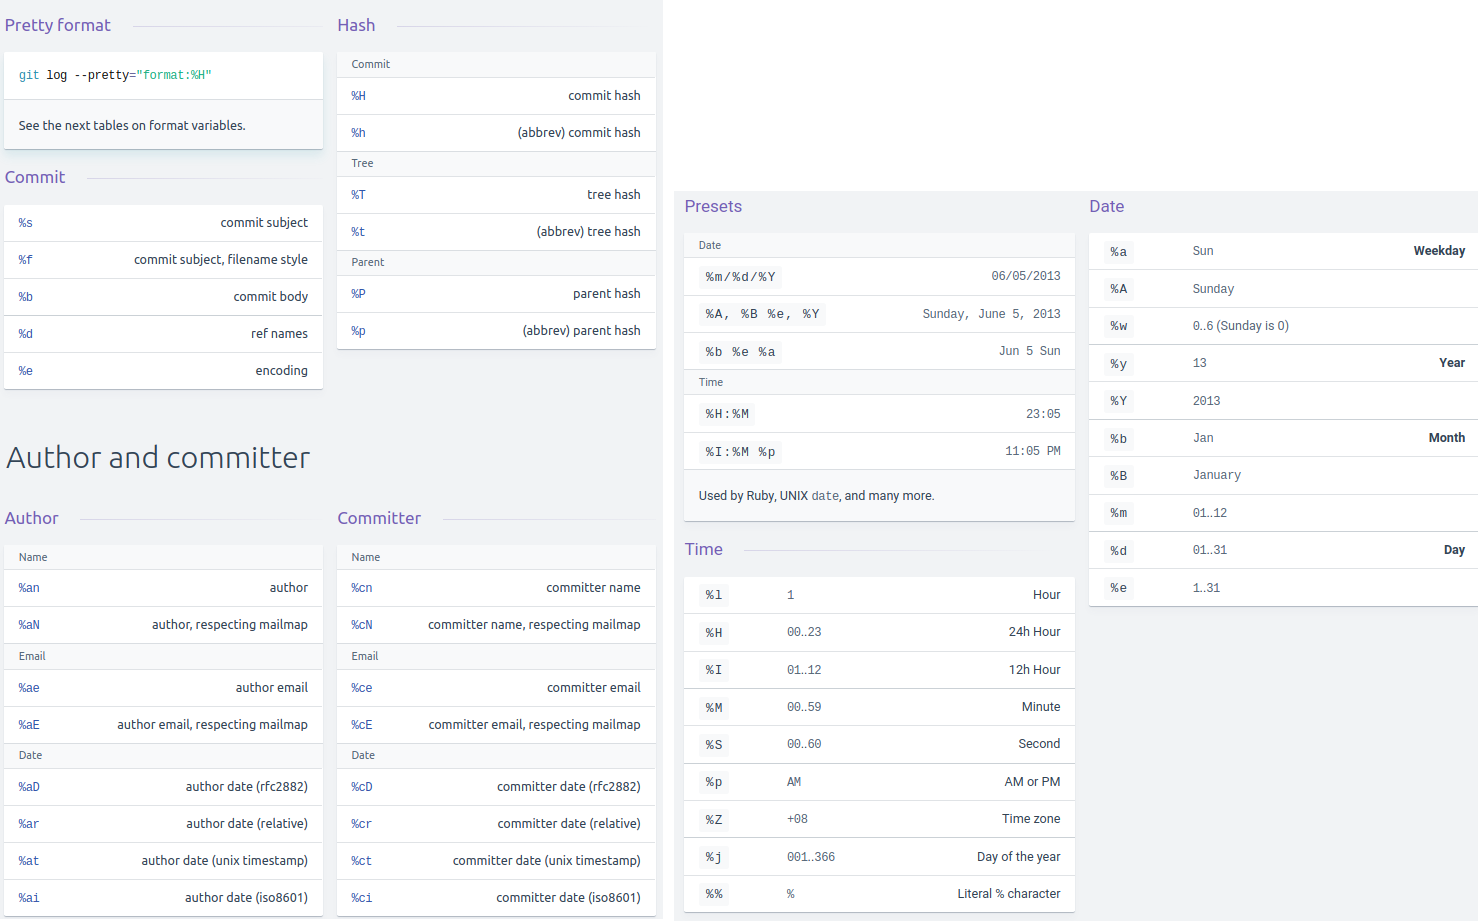 Pretty format
git log --pretty="format:%H"
See the next tables on format variables.
Commit
%s commit subject
%f commit subject, filename style
%b commit body
%d ref names
%e encoding
Hash
Commit
%H commit hash
%h (abbrev) commit hash
Tree
%T tree hash
%t (abbrev) tree hash
Parent
%P parent hash
%p (abbrev) parent hash
Author and committer
Author
Name
%an author
%aN author, respecting mailmap
Email
%ae author email
%aE author email, respecting mailmap
Date
%aD author date (rfc2882)
%ar author date (relative)
%at author date (unix timestamp)
%ai author date (iso8601)
Committer
Name
%cn committer name
%cN committer name, respecting mailmap
Email
%ce committer email
%cE committer email, respecting mailmap
Date
%cD committer date (rfc2882)
%cr committer date (relative)
%ct committer date (unix timestamp)
%ci committer date (iso8601)
Presets
Date
%m/%d/%Y 06/05/2013
%A, %B %e, %Y Sunday, June 5, 2013
%b %e %a Jun 5 Sun
Time
%H:%M 23:05
%I:%M %p 11:05 PM
Used by Ruby, UNIX date, and many more.
Time
%l 1 Hour
%H 00..23 24h Hour
%I 01..12 12h Hour
%M 00..59 Minute
%S 00..60 Second
%p AM AM or PM
%Z +08 Time zone
%j 001..366 Day of the year
%% % Literal % character
Date
%a Sun Weekday
%A Sunday
%w 0..6 (Sunday is 0)
%y 13 Year
%Y 2013
%b Jan Month
%B January
%m 01..12
%d 01..31 Day
%e 1..31